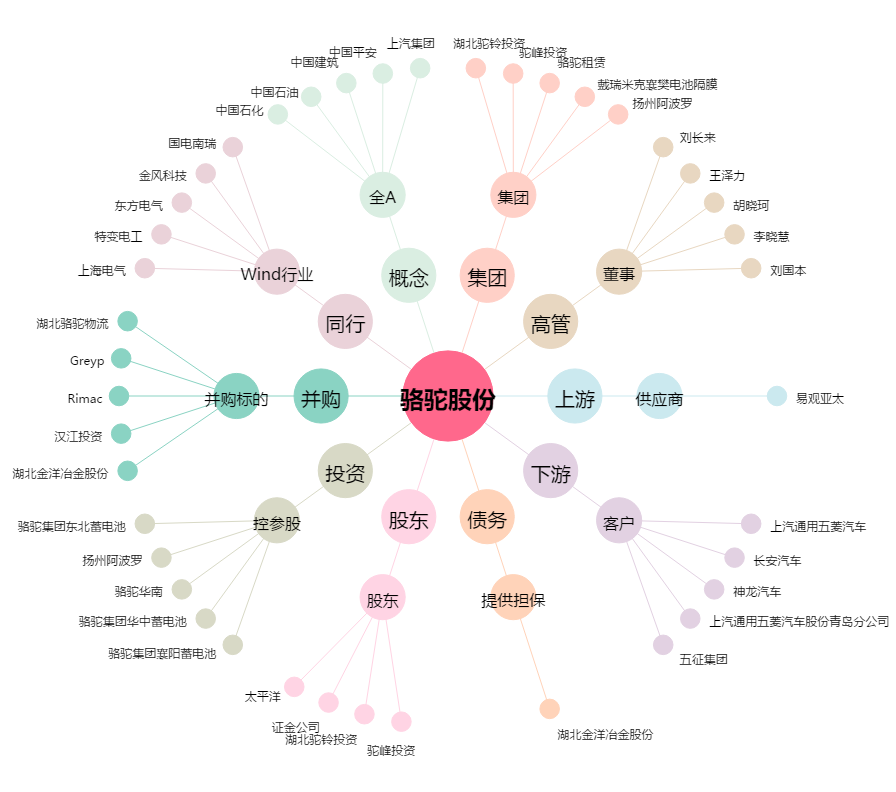 上汽集团
中国平安
中国建筑
中国石油
中国石化
湖北驼铃投资
驼峰投资
骆驼租赁
戴瑞米克襄樊电池隔膜
扬州阿波罗
国电南瑞
金风科技
东方电气
特变电工
上海电气
刘长来
王泽力
胡晓珂
李晓慧
刘国本
全A
集团
Wind行业
概念
集团
董事
同行
高管
湖北骆驼物流
Greyp
Rimac
汉江投资
湖北金洋冶金股份
并购标的
并购
骆驼股份
上游
供应商
易观亚太
投资
下游
控参股
股东
债务
客户
骆驼集团东北蓄电池
扬州阿波罗
骆驼华南
骆驼集团华中蓄电池
骆驼集团襄阳蓄电池
股东
提供担保
上汽通用五菱汽车
长安汽车
神龙汽车
上汽通用五菱汽车股份青岛分公司
五征集团
太平洋
证金公司
湖北驼铃投资
驼峰投资
湖北金洋冶金股份